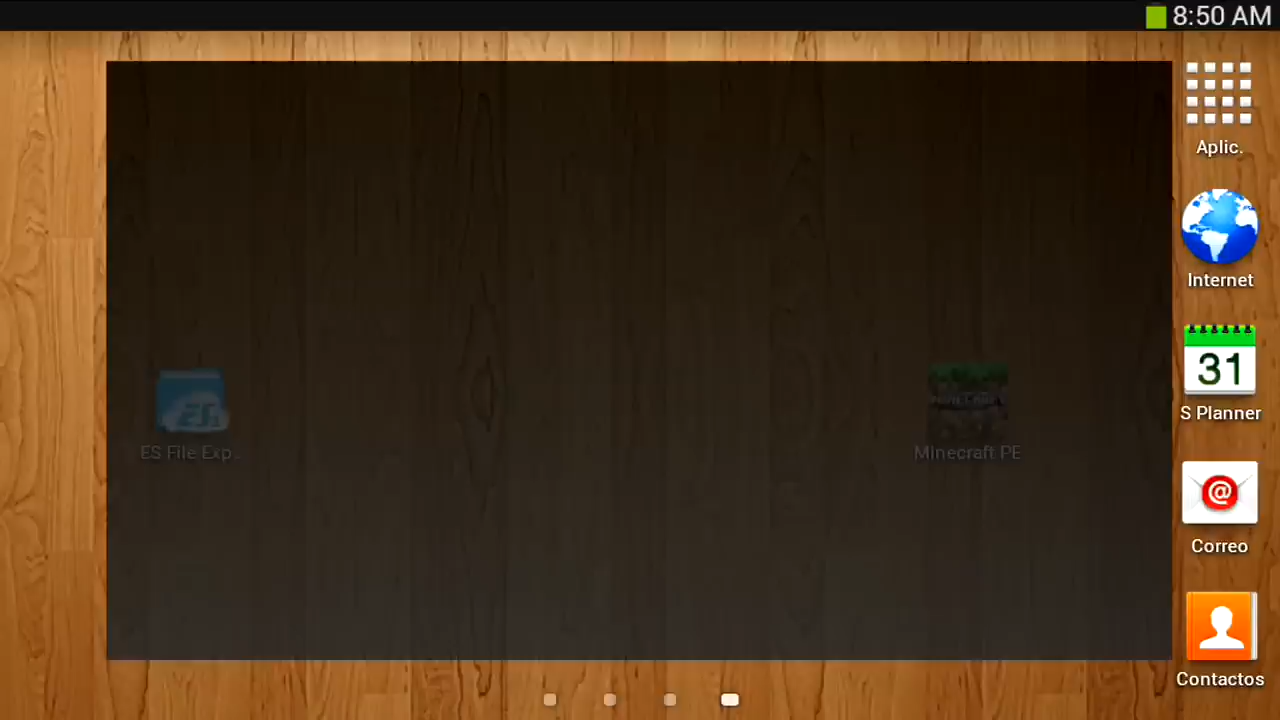 8:50 AM
Aplic.
Internet
31
S Planner
@
Correo
Contactos
ES File Exp..
Minecraft PE